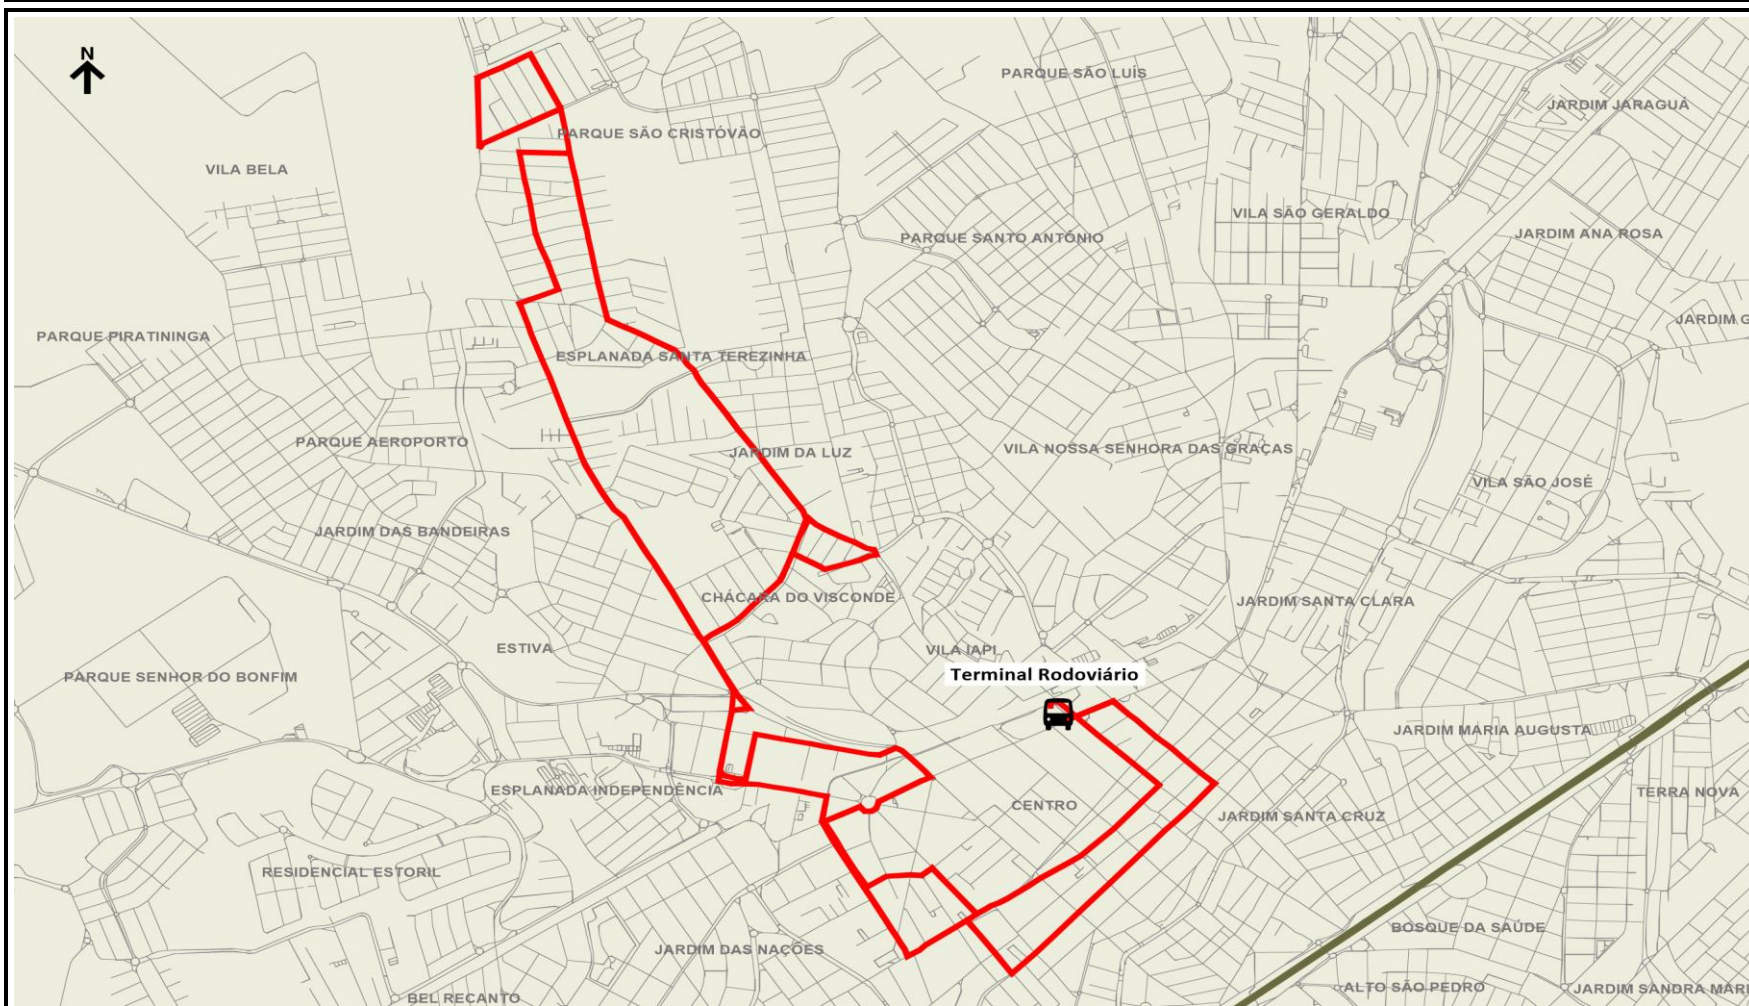 N
PARQUE SÃO LUÍS
JARDIM JARAGUÁ
PARQUE SÃO CRISTÓVÃO
VILA BELA
VILA SÃO GERALDO
JARDIM ANA ROSA
PARQUE SANTO ANTÔNIO
JARDIM G
PARQUE PIRATININGA
ESPLANADA SANTA TEREZINHA
PARQUE AEROPORTO
JARDIM DA LUZ
VILA NOSSA SENHORA DAS GRAÇAS
VILA SÃO JOSÉ
JARDIM DAS BANDEIRAS
CHÁCARA DO VISCONDE
JARDIM SANTA CLARA
ESTIVA
VILA IAPI
Terminal Rodoviário
PARQUE SENHOR DO BONFIM
JARDIM MARIA AUGUSTA
ESPLANADA INDEPENDÊNCIA
TERRA NOVA
CENTRO
JARDIM SANTA CRUZ
RESIDENCIAL ESTORIL
BOSQUE DA SAÚDE
JARDIM DAS NAÇÕES
ALTO SÃO PEDRO
JARDIM SANDRA MARI
BEL RECANTO